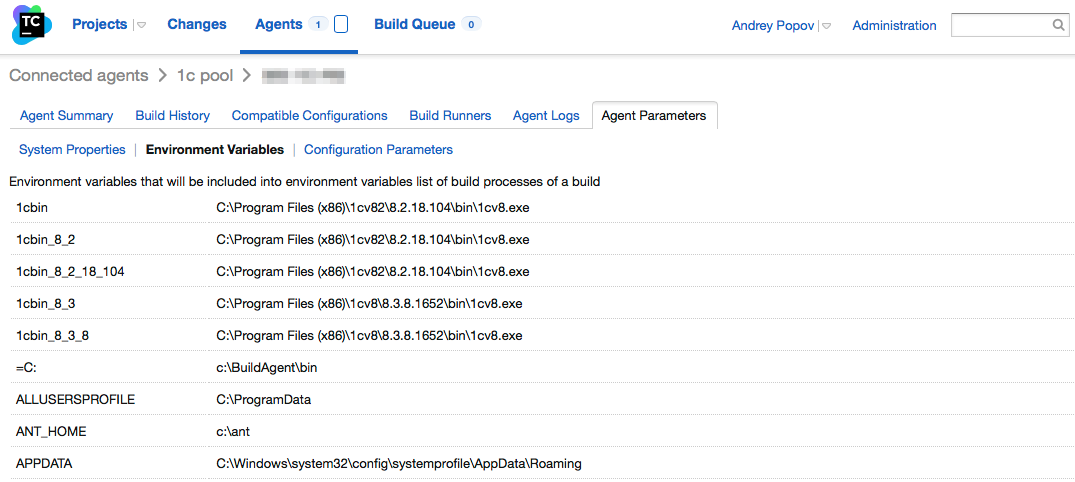 TC Projects Changes Agents 1 Build Queue 0 Andrey Popov Administration
Connected agents > 1c pool >
Agent Summary Build History Compatible Configurations Build Runners Agent Logs Agent Parameters
System Properties | Environment Variables | Configuration Parameters
Environment variables that will be included into environment variables list of build processes of a build
1cbin C:\Program Files (x86)\1cv82\8.2.18.104\bin\1cv8.exe
1cbin_8_2 C:\Program Files (x86)\1cv82\8.2.18.104\bin\1cv8.exe
1cbin_8_2_18_104 C:\Program Files (x86)\1cv82\8.2.18.104\bin\1cv8.exe
1cbin_8_3 C:\Program Files (x86)\1cv8\8.3.8.1652\bin\1cv8.exe
1cbin_8_3_8 C:\Program Files (x86)\1cv8\8.3.8.1652\bin\1cv8.exe
=C: c:\BuildAgent\bin
ALLUSERSPROFILE C:\ProgramData
ANT_HOME c:\ant
APPDATA C:\Windows\system32\config\systemprofile\AppData\Roaming